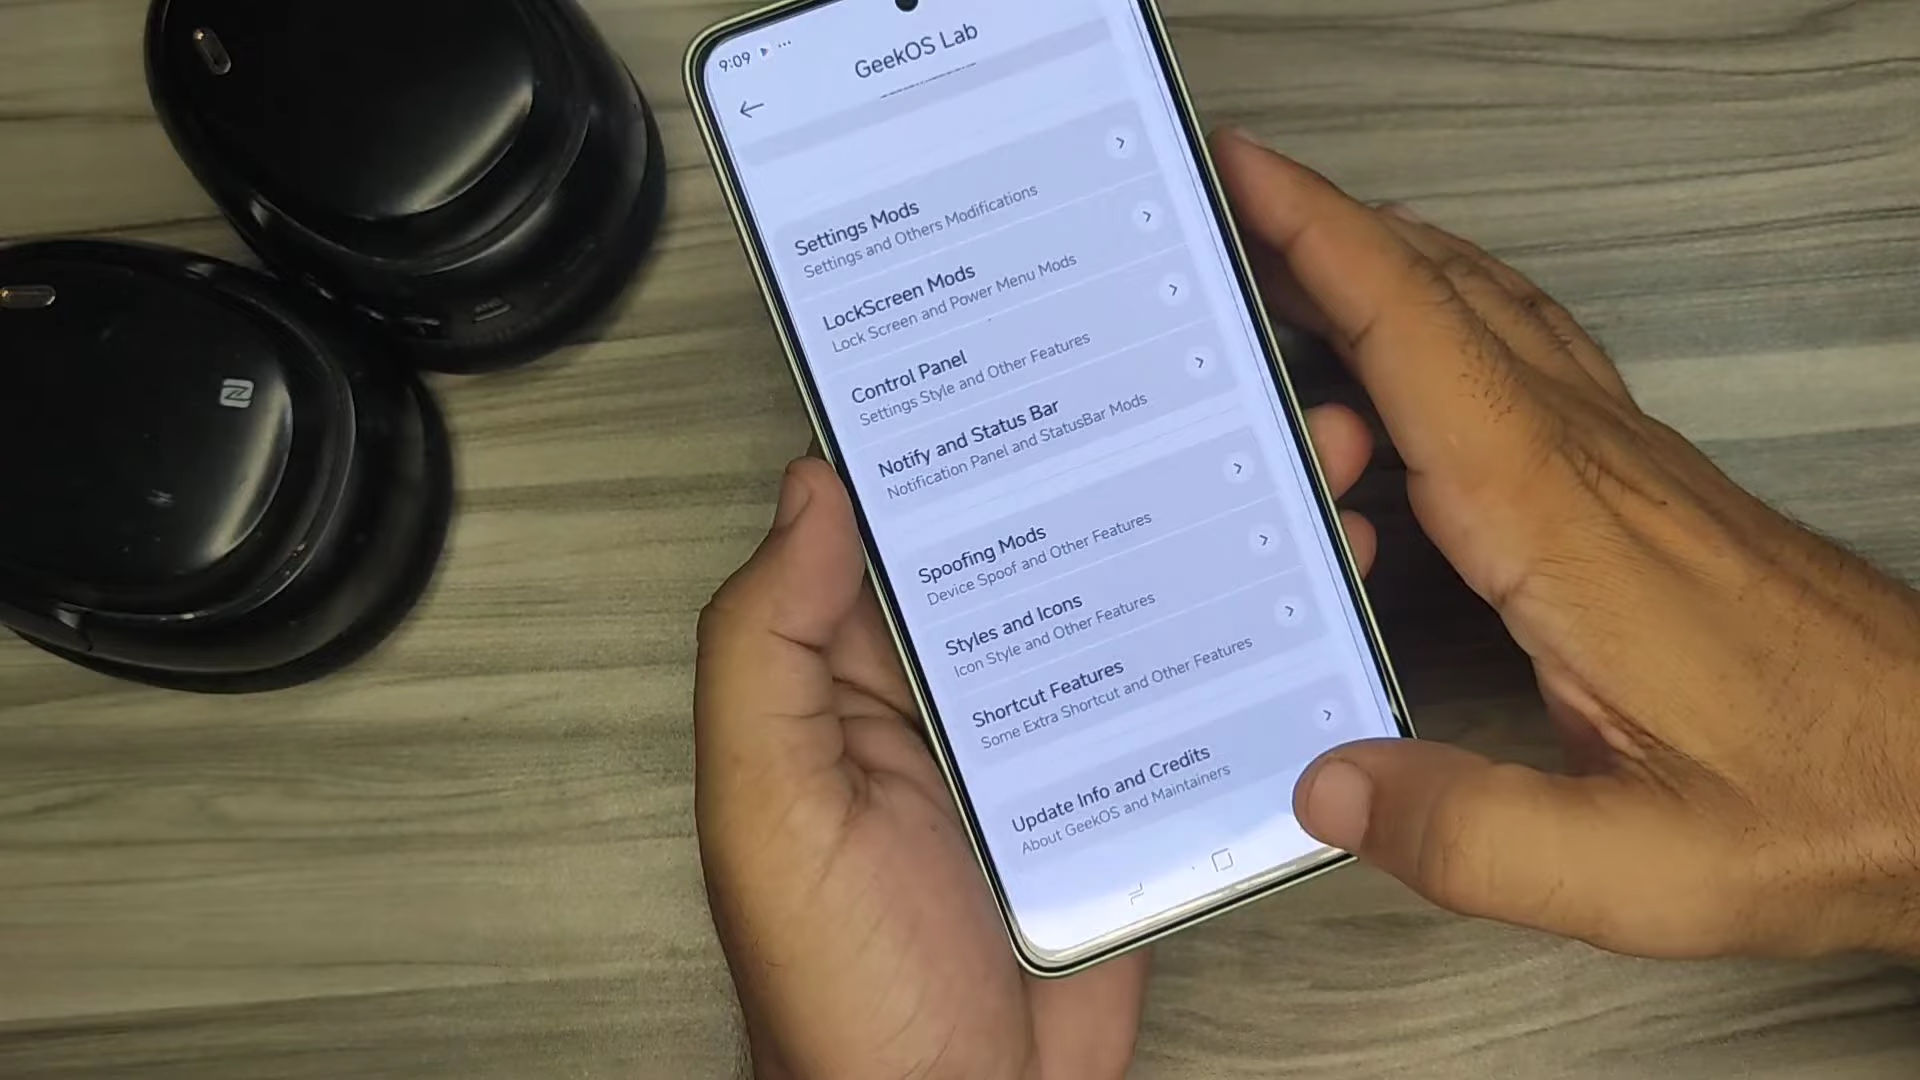 9:09
GeekOS Lab
Settings Mods
Settings and Others Modifications
LockScreen Mods
Lock Screen and Power Menu Mods
Control Panel
Settings Style and Other Features
Notify and Status Bar
Notification Panel and StatusBar Mods
Spoofing Mods
Device Spoof and Other Features
Styles and Icons
Icon Style and Other Features
Shortcut Features
Some Extra Shortcut and Other Features
Update Info and Credits
About GeekOS and Maintainers